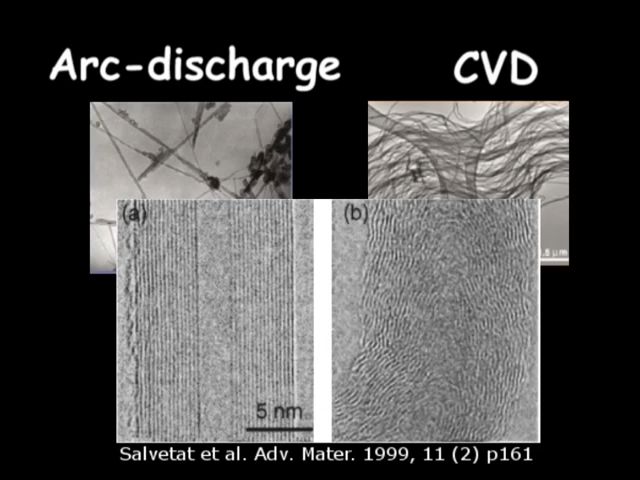 Arc-discharge
CVD
(a)
(b)
5 nm
Salvetat et al. Adv. Mater. 1999, 11 (2) p161